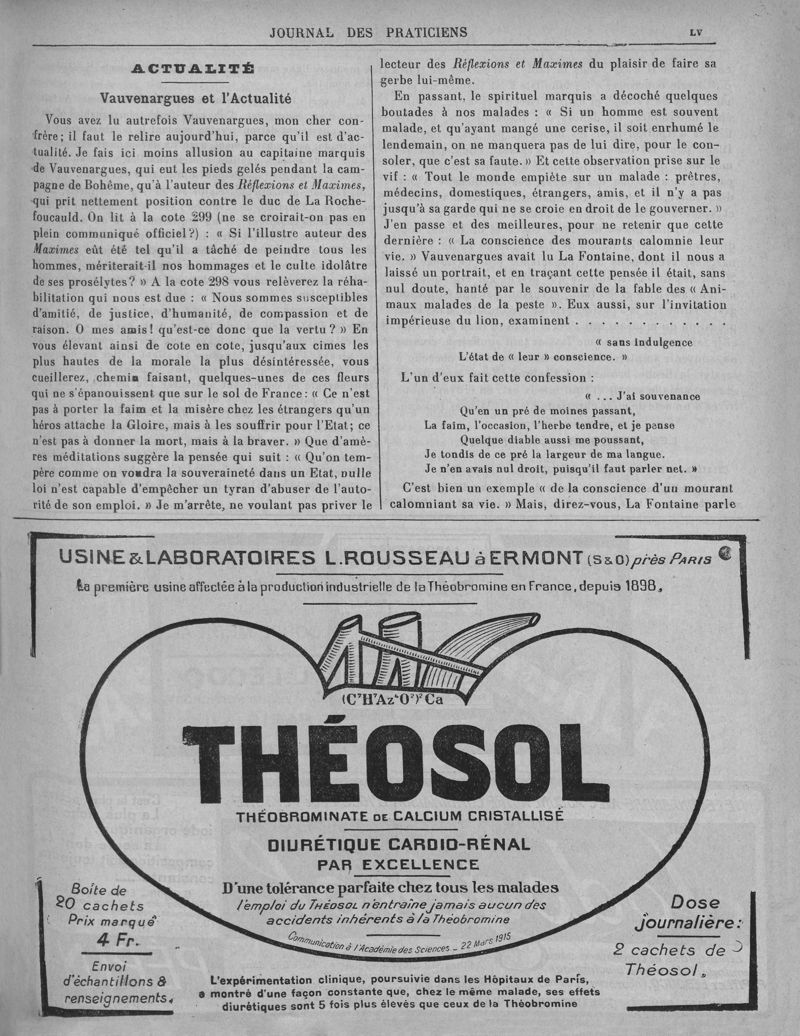 JOURNAL DES PRATICIENS
LV
ACTUALITÉ
Vauvenargues et l'Actualité
Vous avez lu autrefois Vauvenargues, mon cher con-
frère; il faut le relire aujourd'hui, parce qu'il est d'ac-
tualité. Je fais ici moins allusion au capitaine marquis
de Vauvenargues, qui eut les pieds gelés pendant la cam-
pagne de Bohême, qu'à l'auteur des Réflexions et Maximes,
qui prit nettement position contre le duc de La Roche-
foucauld. On lit à la cote 299 (ne se croirait-on pas en
plein communiqué officiel?) : « Si l'illustre auteur des
Maximes eût été tel qu'il a tâché de peindre tous les
hommes, mériterait-il nos hommages et le culte idolâtre
de ses prosélytes? » A la cote 298 vous relèverez la réha-
bilitation qui nous est due : « Nous sommes susceptibles
d'amitié, de justice, d'humanité, de compassion et de
raison. O mes amis! qu'est-ce donc que la vertu ? » En
vous élevant ainsi de cote en cote, jusqu'aux cimes les
plus hautes de la morale la plus désintéressée, vous
cueillerez, chemin faisant, quelques-unes de ces fleurs
qui ne s'épanouissent que sur le sol de France: « Ce n'est
pas à porter la faim et la misère chez les étrangers qu'un
héros attache la Gloire, mais à les souffrir pour l'Etat; ce
n'est pas à donner la mort, mais à la braver. » Que d'amè-
res méditations suggère la pensée qui suit : « Qu'on tem-
père comme on voudra la souveraineté dans un Etat, nulle
loi n'est capable d'empêcher un tyran d'abuser de l'auto-
rité de son emploi. » Je m'arrête, ne voulant pas priver le
lecteur des Réflexions et Maximes du plaisir de faire sa
gerbe lui-même.
En passant, le spirituel marquis a décoché quelques
boutades à nos malades : « Si un homme est souvent
malade, et qu'ayant mangé une cerise, il soit enrhumé le
lendemain, on ne manquera pas de lui dire, pour le con-
soler, que c'est sa faute. » Et cette observation prise sur le
vif : « Tout le monde empiète sur un malade : prêtres,
médecins, domestiques, étrangers, amis, et il n'y a pas
jusqu'à sa garde qui ne se croie en droit de le gouverner. »
J'en passe et des meilleures, pour ne retenir que cette
dernière : « La conscience des mourants calomnie leur
vie. » Vauvenargues avait lu La Fontaine, dont il nous a
laissé un portrait, et en traçant cette pensée il était, sans
nul doute, hanté par le souvenir de la fable des « Ani-
maux malades de la peste ». Eux aussi, sur l'invitation
impérieuse du lion, examinent . . . . . . . . . . . .
« sans indulgence
L'état de « leur » conscience. »
L'un d'eux fait cette confession :
« ... J'ai souvenance
Qu'en un pré de moines passant,
La faim, l'occasion, l'herbe tendre, et je pense
Quelque diable aussi me poussant,
Je tondis de ce pré la largeur de ma langue.
Je n'en avais nul droit, puisqu'il faut parler net. »
C'est bien un exemple « de la conscience d'un mourant
calomniant sa vie. » Mais, direz-vous, La Fontaine parle
USINE & LABORATOIRES L. ROUSSEAU à ERMONT (S & O) près PARIS
La première usine affectée à la production industrielle de la Théobromine en France, depuis 1898.
(C⁷H⁷Az⁴O²)² Ca
THÉOSOL
THÉOBROMINATE DE CALCIUM CRISTALLISÉ
DIURÉTIQUE CARDIO-RÉNAL
PAR EXCELLENCE
D'une tolérance parfaite chez tous les malades
l'emploi du THÉOSOL n'entraîne jamais aucun des
accidents inhérents à la Théobromine
Communication à l'Académie des Sciences _ 22 Mars 1915
Boîte de
20 cachets
Prix marqué
4 Fr.
Envoi
d'échantillons &
renseignements.
Dose
journalière:
2 cachets de
Théosol.
L'expérimentation clinique, poursuivie dans les Hôpitaux de Paris,
a montré d'une façon constante que, chez le même malade, ses effets
diurétiques sont 5 fois plus élevés que ceux de la Théobromine